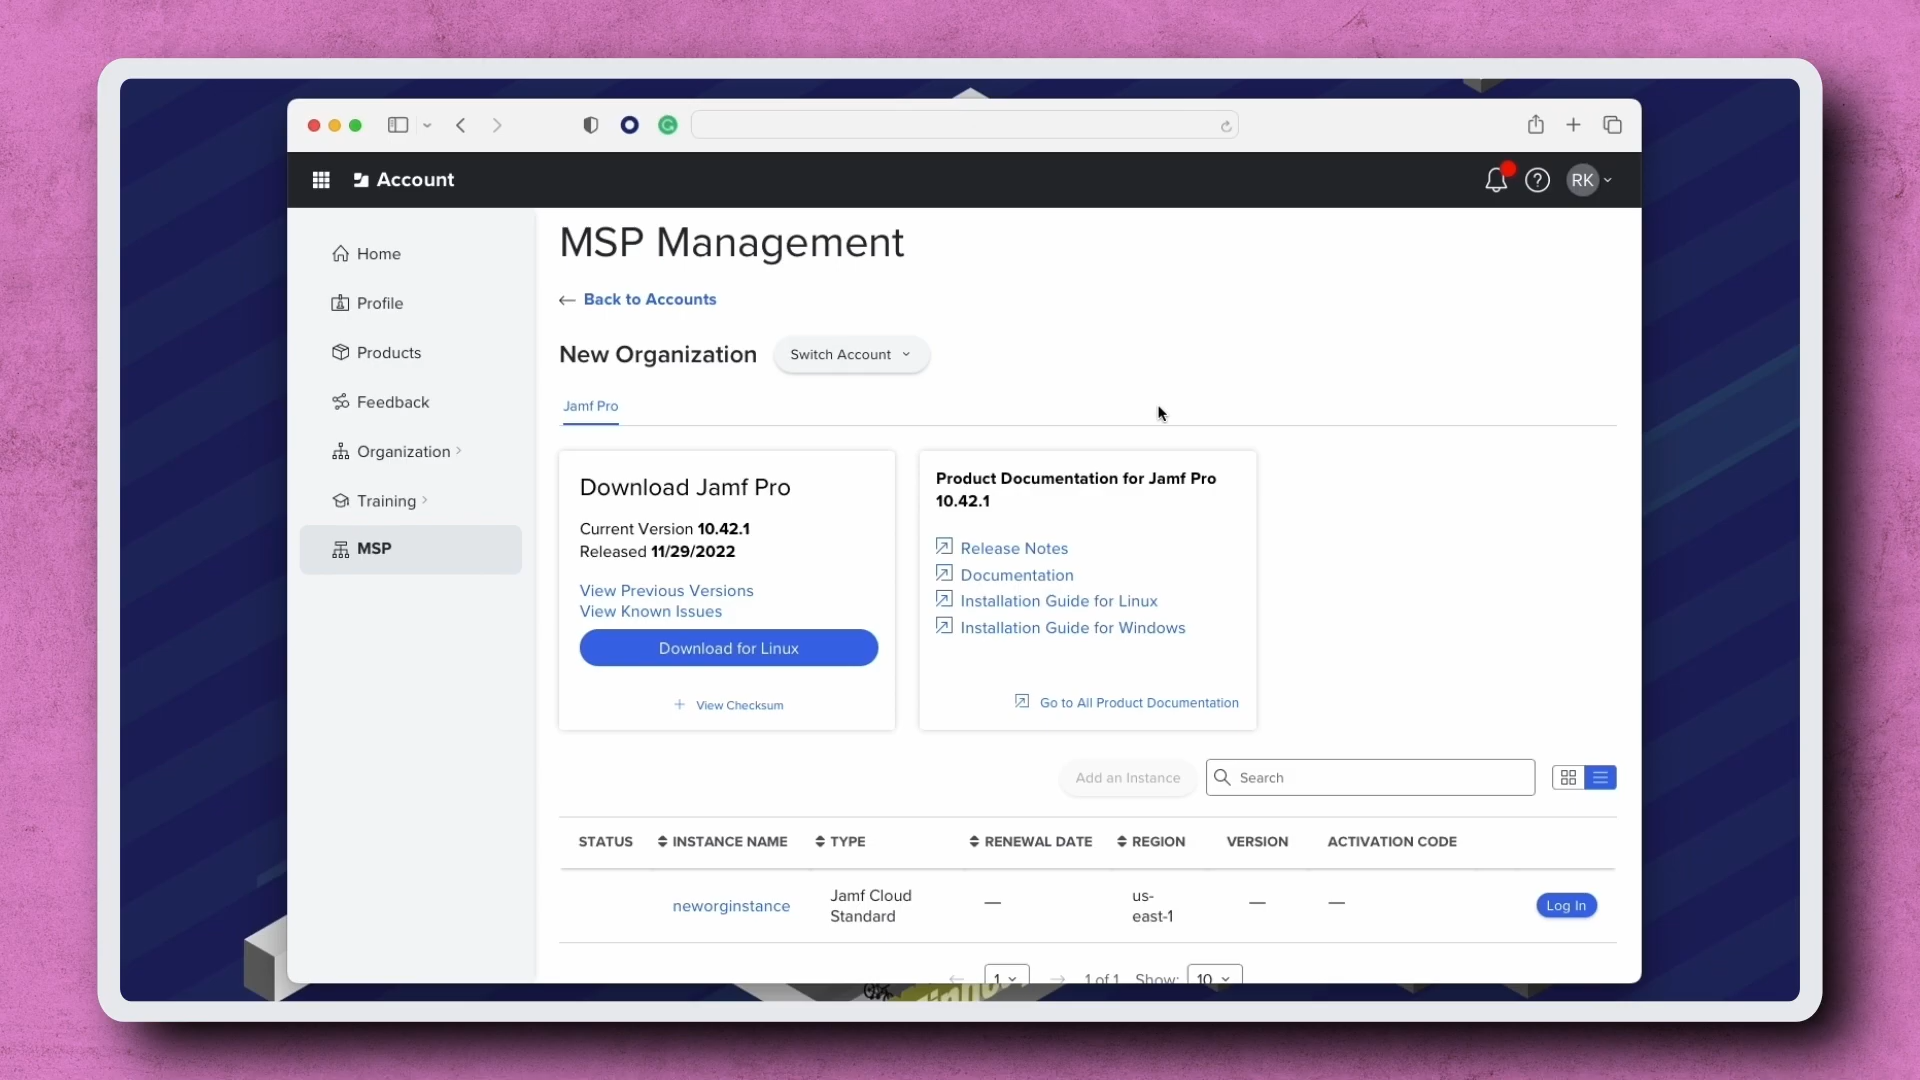 Account
RK
Home
Profile
Products
Feedback
Organization
Training
MSP
MSP Management
Back to Accounts
New Organization
Switch Account
Jamf Pro
Download Jamf Pro
Current Version 10.42.1
Released 11/29/2022
View Previous Versions
View Known Issues
Download for Linux
+ View Checksum
Product Documentation for Jamf Pro
10.42.1
Release Notes
Documentation
Installation Guide for Linux
Installation Guide for Windows
Go to All Product Documentation
Add an Instance
Search
STATUS INSTANCE NAME TYPE RENEWAL DATE REGION VERSION ACTIVATION CODE
neworginstance Jamf Cloud — us- — — Log In
Standard east-1
1 1 of 1 Show: 10